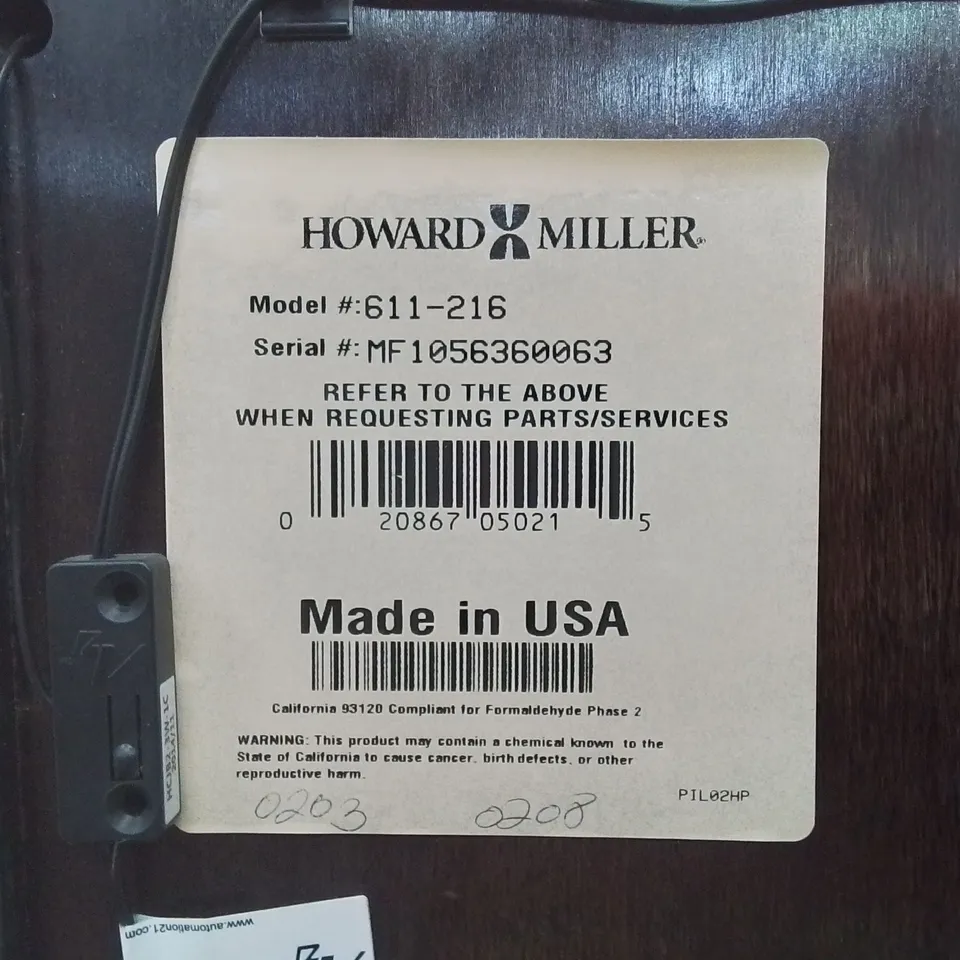 HOWARD MILLER
Model #:611-216
Serial #:MF1056360063
REFER TO THE ABOVE
WHEN REQUESTING PARTS/SERVICES
0 20867 05021 5
Made in USA
California 93120 Compliant for Formaldehyde Phase 2
WARNING: This product may contain a chemical known to the
State of California to cause cancer, birth defects, or other
reproductive harm.
PIL02HP
0203 0208
2014/11
www.automation21.com